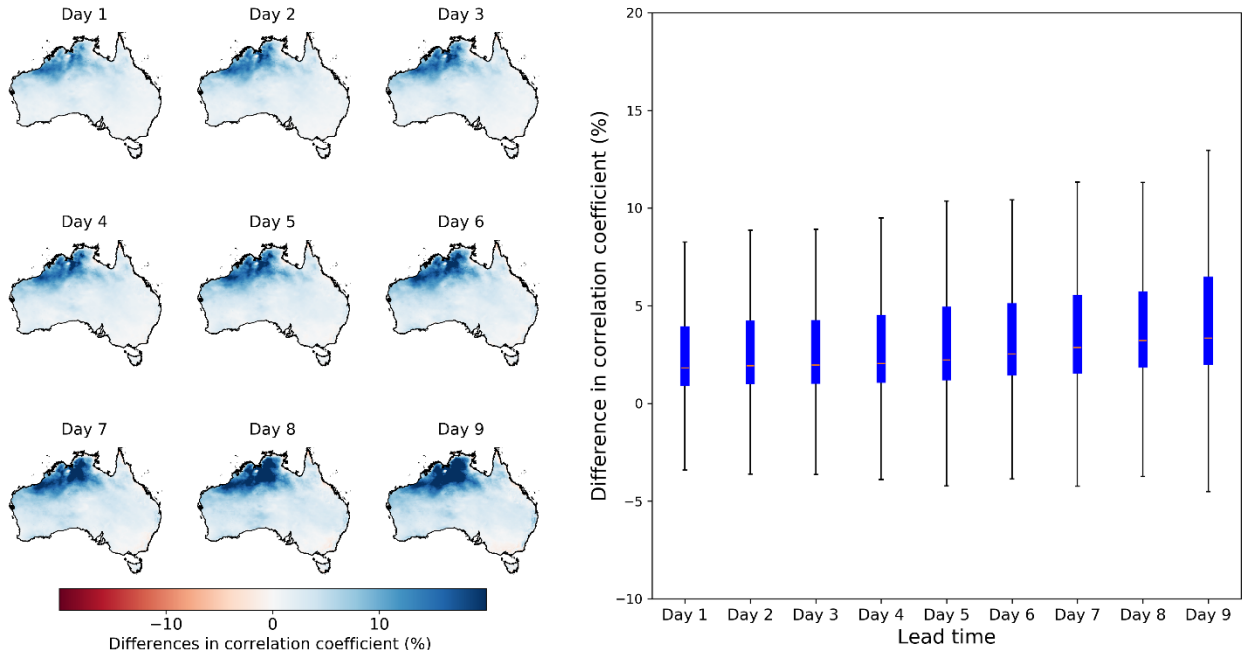 Day 1 Day 2 Day 3
Day 4 Day 5 Day 6
Day 7 Day 8 Day 9
−10 0 10
Differences in correlation coefficient (%)
Difference in correlation coefficient (%)
20
15
10
5
0
−5
−10
Day 1 Day 2 Day 3 Day 4 Day 5 Day 6 Day 7 Day 8 Day 9
Lead time